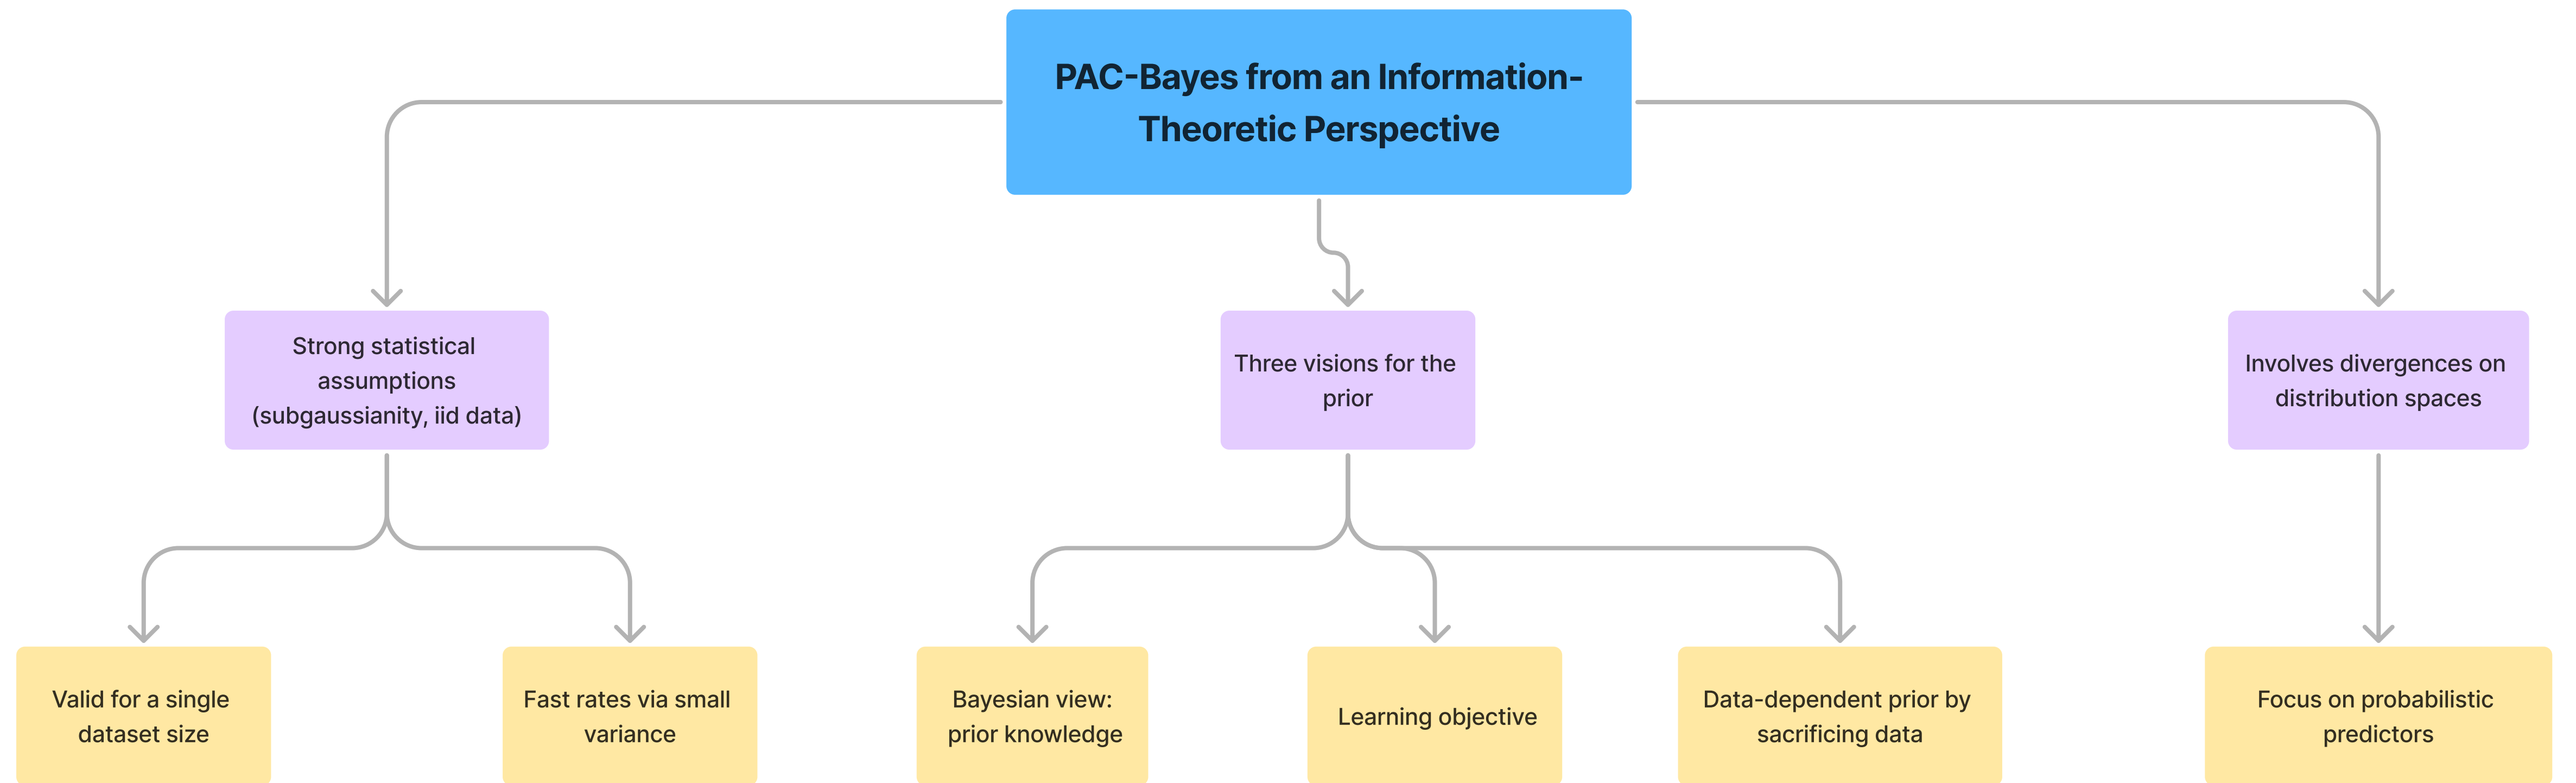 PAC-Bayes from an Information-
Theoretic Perspective
Strong statistical
assumptions
(subgaussianity, iid data)
Three visions for the
prior
Involves divergences on
distribution spaces
Valid for a single
dataset size
Fast rates via small
variance
Bayesian view:
prior knowledge
Learning objective
Data-dependent prior by
sacrificing data
Focus on probabilistic
predictors